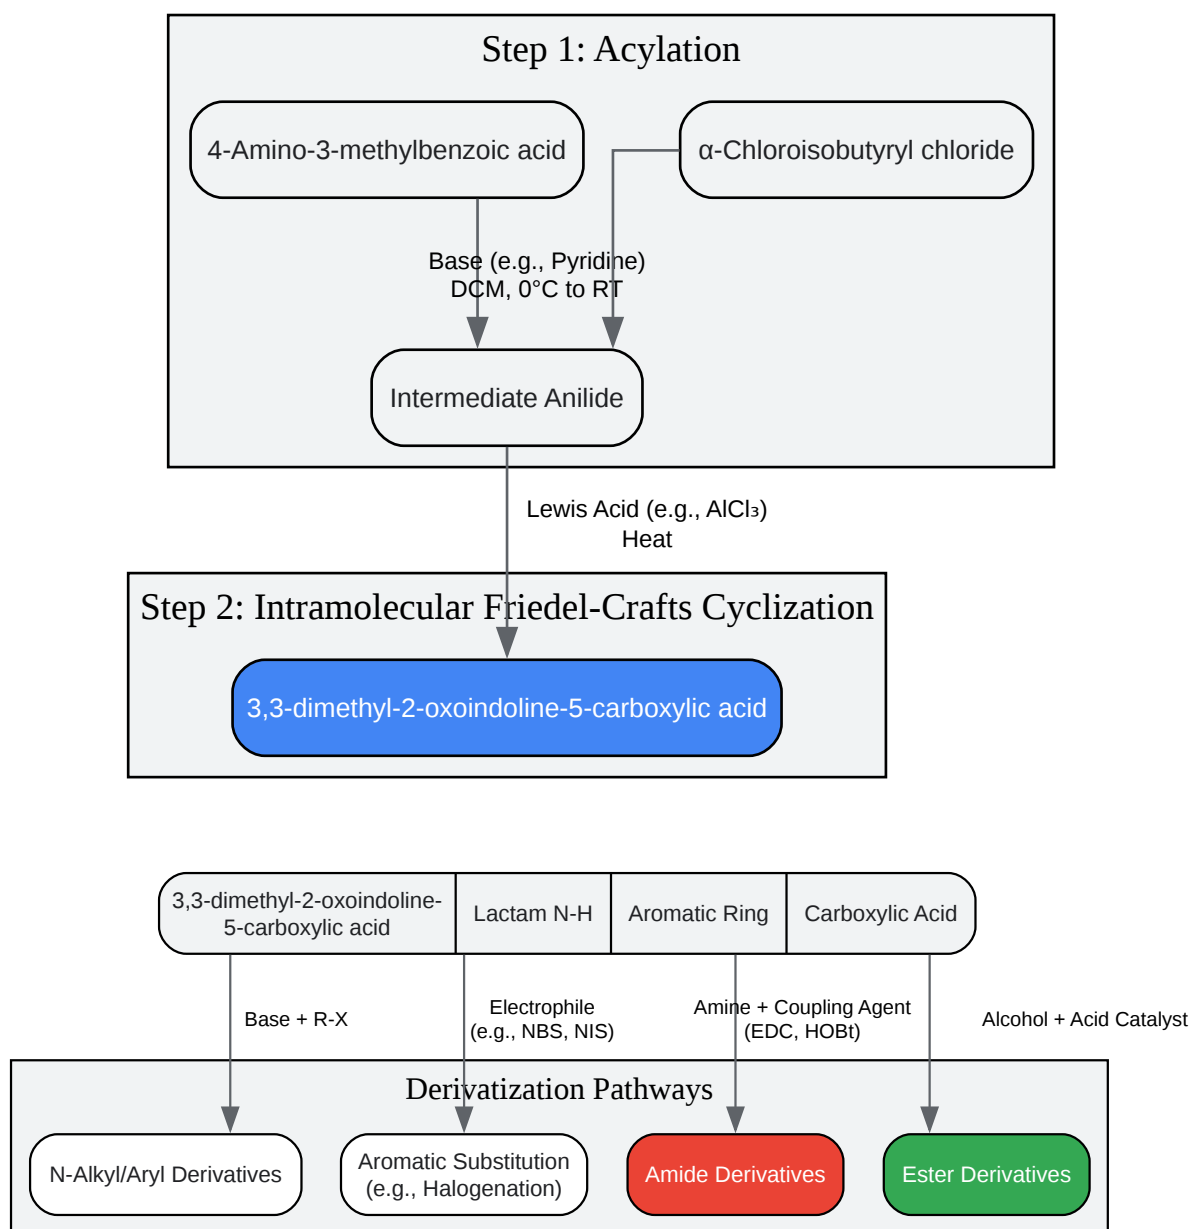 Step 1: Acylation
4-Amino-3-methylbenzoic acid
α-Chloroisobutyryl chloride
Base (e.g., Pyridine)
DCM, 0°C to RT
Intermediate Anilide
Lewis Acid (e.g., AlCl₃)
Heat
Step 2: Intramolecular Friedel-Crafts Cyclization
3,3-dimethyl-2-oxoindoline-5-carboxylic acid
3,3-dimethyl-2-oxoindoline-
5-carboxylic acid
Lactam N-H
Aromatic Ring
Carboxylic Acid
Base + R-X
Electrophile
(e.g., NBS, NIS)
Amine + Coupling Agent
(EDC, HOBt)
Alcohol + Acid Catalyst
Derivatization Pathways
N-Alkyl/Aryl Derivatives
Aromatic Substitution
(e.g., Halogenation)
Amide Derivatives
Ester Derivatives